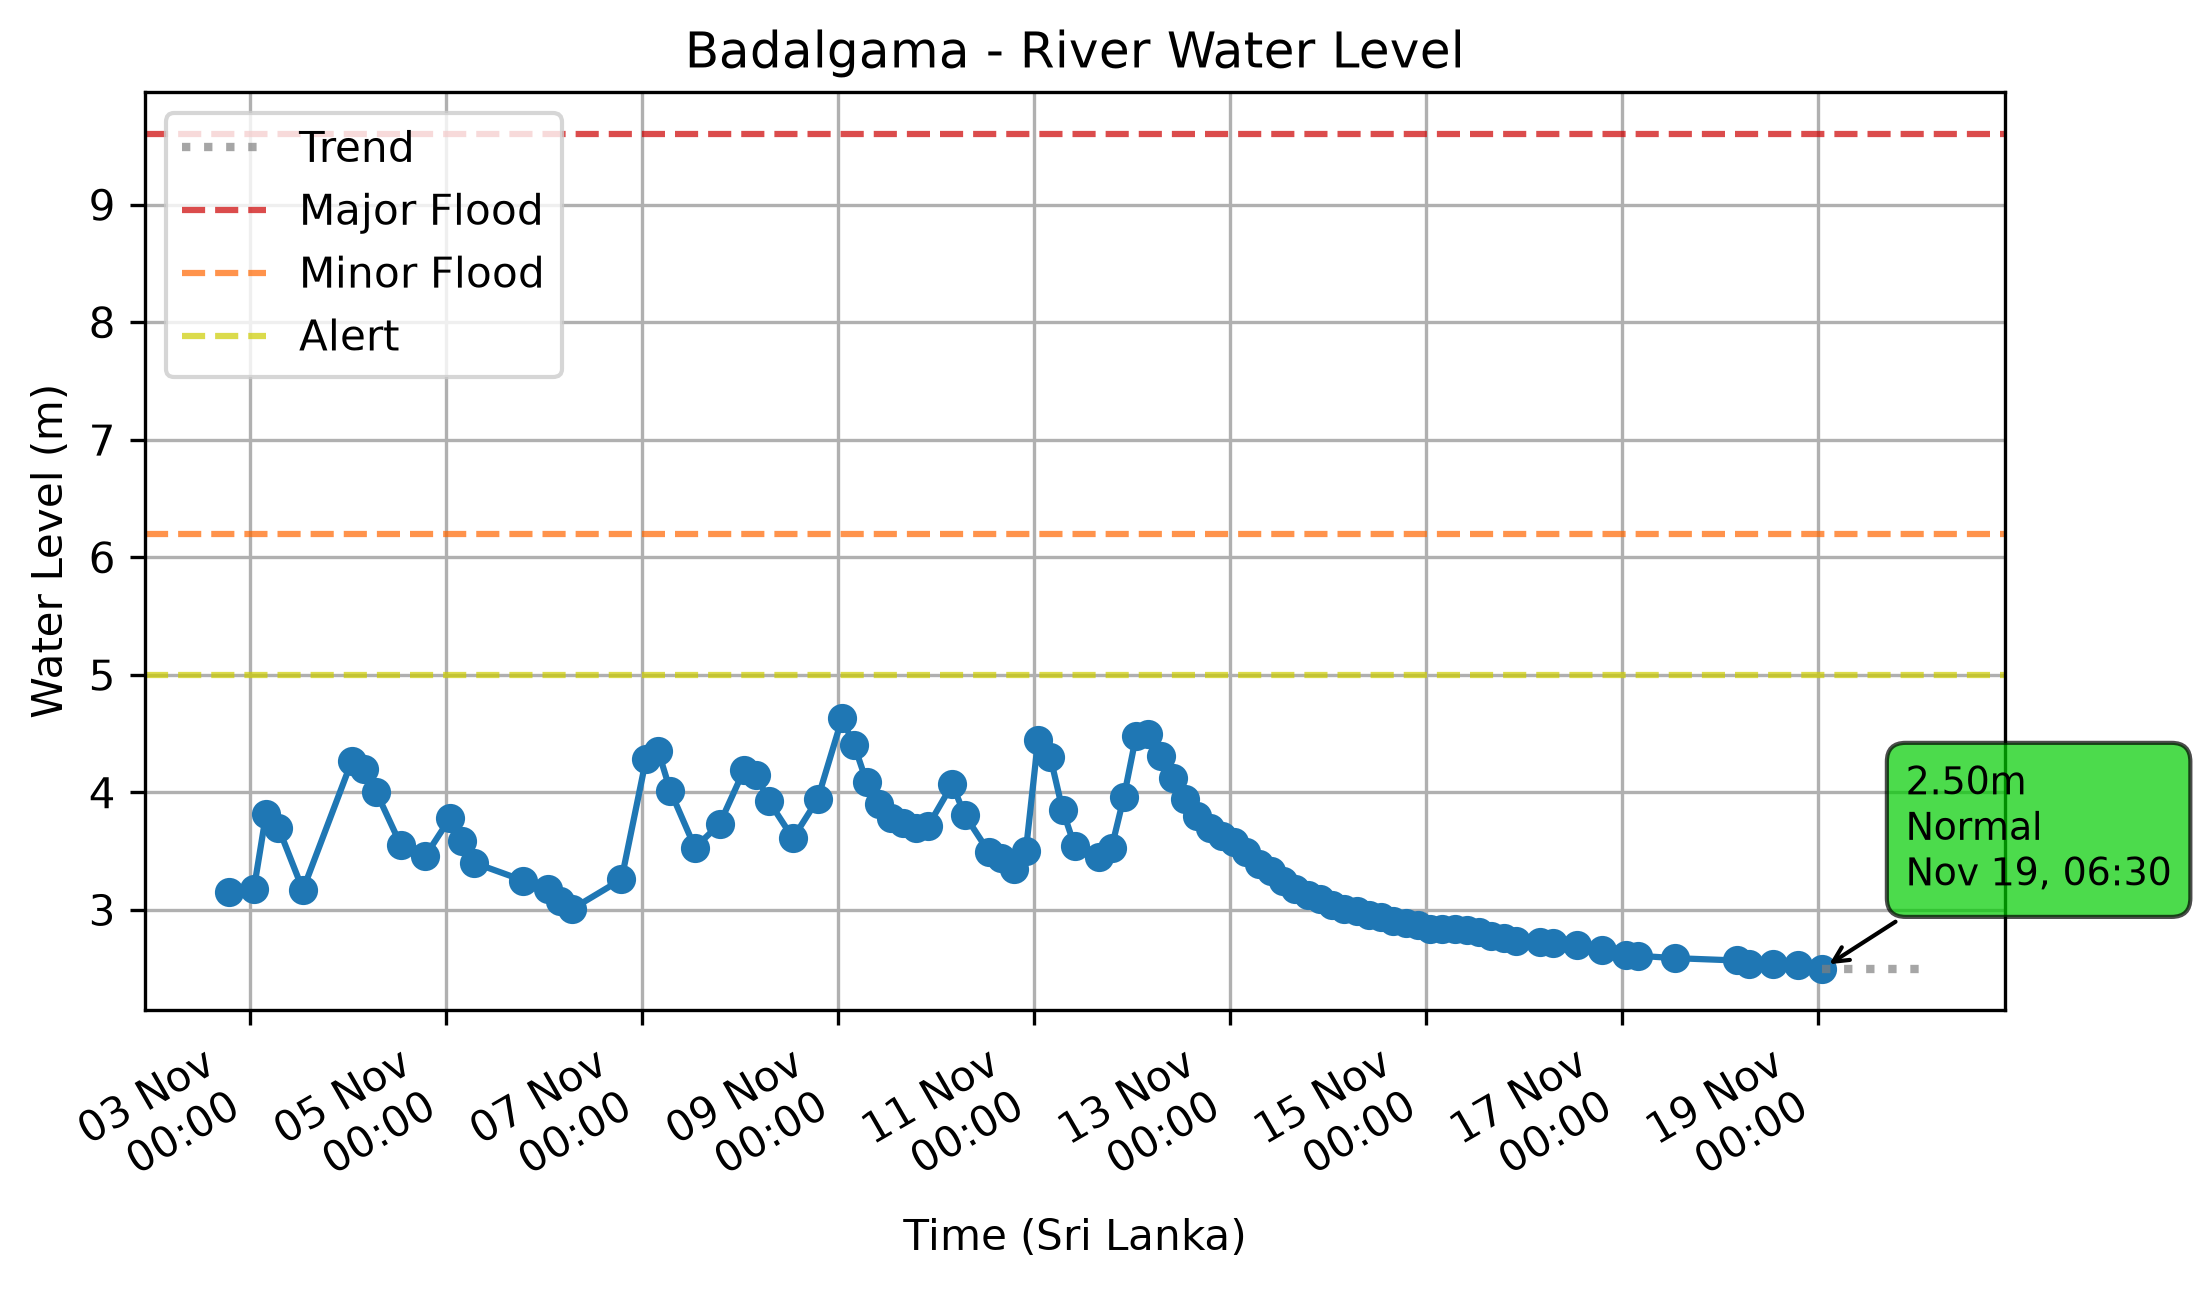 Badalgama - River Water Level
Trend
Major Flood
Minor Flood
Alert
Water Level (m)
9
8
7
6
5
4
3
2.50m
Normal
Nov 19, 06:30
03 Nov
00:00
05 Nov
00:00
07 Nov
00:00
09 Nov
00:00
11 Nov
00:00
13 Nov
00:00
15 Nov
00:00
17 Nov
00:00
19 Nov
00:00
Time (Sri Lanka)